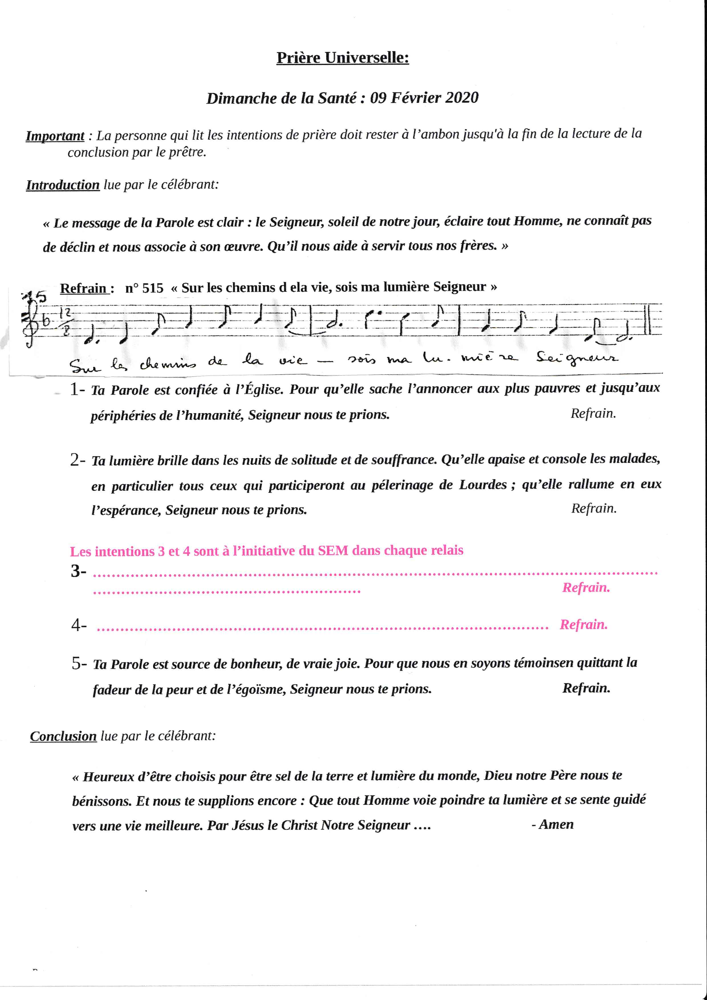 Prière Universelle:
Dimanche de la Santé : 09 Février 2020
Important : La personne qui lit les intentions de prière doit rester à l’ambon jusqu'à la fin de la lecture de la
conclusion par le prêtre.
Introduction lue par le célébrant:
« Le message de la Parole est clair : le Seigneur, soleil de notre jour, éclaire tout Homme, ne connaît pas
de déclin et nous associe à son œuvre. Qu’il nous aide à servir tous nos frères. »
Refrain : n° 515 « Sur les chemins d ela vie, sois ma lumière Seigneur »
12
8
Sur les chemins de la vie — sois ma lu. miè re Seigneur
1- Ta Parole est confiée à l’Église. Pour qu’elle sache l’annoncer aux plus pauvres et jusqu’aux
périphéries de l’humanité, Seigneur nous te prions. Refrain.
2- Ta lumière brille dans les nuits de solitude et de souffrance. Qu’elle apaise et console les malades,
en particulier tous ceux qui participeront au pélerinage de Lourdes ; qu’elle rallume en eux
l’espérance, Seigneur nous te prions. Refrain.
Les intentions 3 et 4 sont à l’initiative du SEM dans chaque relais
3- ........................................................................................................................
......................................................... Refrain.
4- ................................................................................................ Refrain.
5- Ta Parole est source de bonheur, de vraie joie. Pour que nous en soyons témoinsen quittant la
fadeur de la peur et de l’égoïsme, Seigneur nous te prions. Refrain.
Conclusion lue par le célébrant:
« Heureux d’être choisis pour être sel de la terre et lumière du monde, Dieu notre Père nous te
bénissons. Et nous te supplions encore : Que tout Homme voie poindre ta lumière et se sente guidé
vers une vie meilleure. Par Jésus le Christ Notre Seigneur …. - Amen